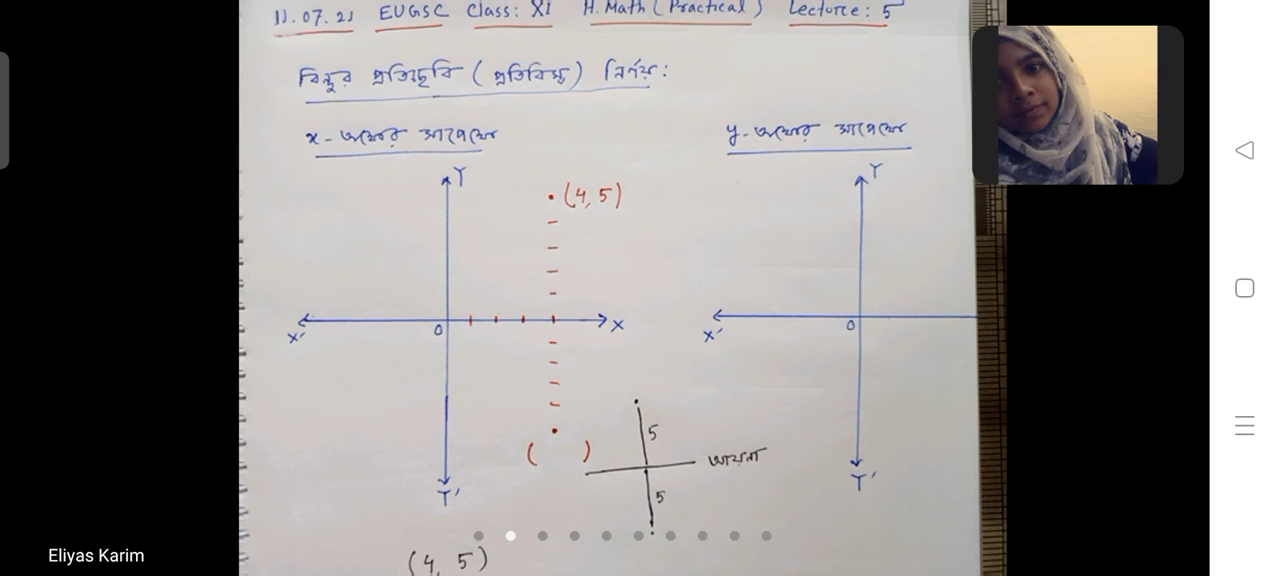 11.07.21 EUGSC Class: XI H. Math (Practical) Lecture: 5
বিন্দুর প্রতিচ্ছবি (প্রতিবিম্ব) নির্ণয়:
x-অক্ষের সাপেক্ষে
y-অক্ষের সাপেক্ষে
Y
(4, 5)
X' O X
( )
Y'
5
আয়না
5
Y
X' O
Y'
(4, 5)
Eliyas Karim